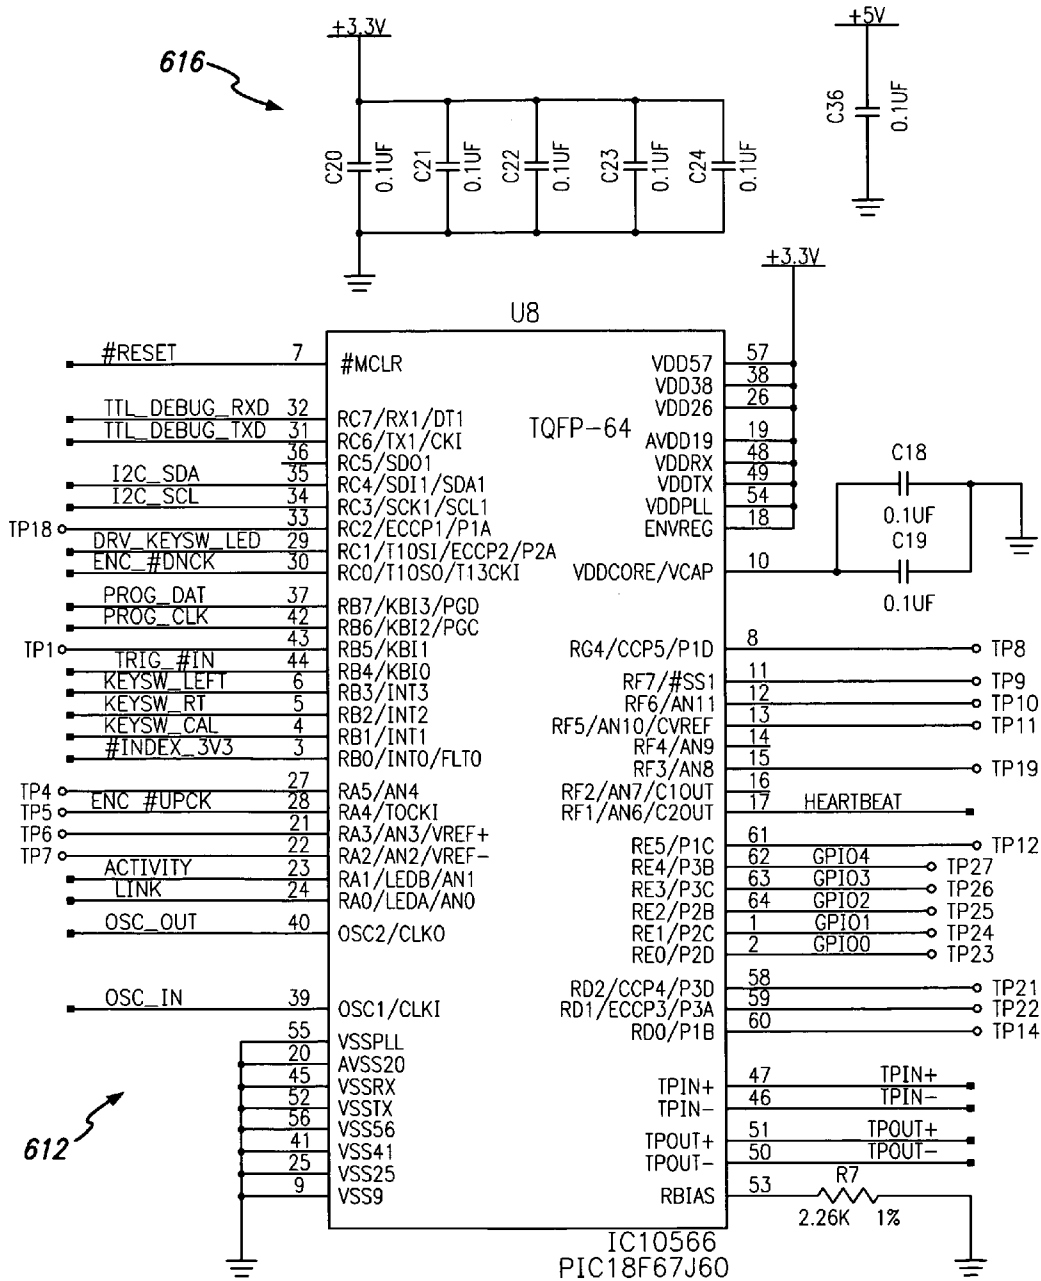 +3.3V
+5V
616
C20
0.1UF
C21
0.1UF
C22
0.1UF
C23
0.1UF
C24
0.1UF
C36
0.1UF
+3.3V
U8
TQFP-64
#RESET 7 #MCLR
TTL_DEBUG_RXD 32 RC7/RX1/DT1
TTL_DEBUG_TXD 31 RC6/TX1/CKI
36 RC5/SDO1
I2C_SDA 35 RC4/SDI1/SDA1
I2C_SCL 34 RC3/SCK1/SCL1
TP18 33 RC2/ECCP1/P1A
DRV_KEYSW_LED 29 RC1/T1OSI/ECCP2/P2A
ENC_#DNCK 30 RC0/T1OSO/T13CKI
PROG_DAT 37 RB7/KBI3/PGD
PROG_CLK 42 RB6/KBI2/PGC
TP1 43 RB5/KBI1
TRIG_#IN 44 RB4/KBI0
KEYSW_LEFT 6 RB3/INT3
KEYSW_RT 5 RB2/INT2
KEYSW_CAL 4 RB1/INT1
#INDEX_3V3 3 RB0/INT0/FLT0
TP4 27 RA5/AN4
TP5 ENC_#UPCK 28 RA4/TOCKI
TP6 21 RA3/AN3/VREF+
TP7 22 RA2/AN2/VREF-
ACTIVITY 23 RA1/LEDB/AN1
LINK 24 RA0/LEDA/AN0
OSC_OUT 40 OSC2/CLKO
OSC_IN 39 OSC1/CLKI
55 VSSPLL
20 AVSS20
45 VSSRX
52 VSSTX
56 VSS56
41 VSS41
25 VSS25
9 VSS9
612
VDD57 57
VDD38 38
VDD26 26
AVDD19 19
VDDRX 48
VDDTX 49
VDDPLL 54
ENVREG 18
VDDCORE/VCAP 10
C18
0.1UF
C19
0.1UF
RG4/CCP5/P1D 8 TP8
RF7/#SS1 11 TP9
RF6/AN11 12 TP10
RF5/AN10/CVREF 13 TP11
RF4/AN9 14
RF3/AN8 15 TP19
RF2/AN7/C1OUT 16
RF1/AN6/C2OUT 17 HEARTBEAT
RE5/P1C 61 TP12
RE4/P3B 62 GPIO4 TP27
RE3/P3C 63 GPIO3 TP26
RE2/P2B 64 GPIO2 TP25
RE1/P2C 1 GPIO1 TP24
RE0/P2D 2 GPIO0 TP23
RD2/CCP4/P3D 58 TP21
RD1/ECCP3/P3A 59 TP22
RD0/P1B 60 TP14
TPIN+ 47 TPIN+
TPIN- 46 TPIN-
TPOUT+ 51 TPOUT+
TPOUT- 50 TPOUT-
RBIAS 53 R7
2.26K 1%
IC10566
PIC18F67J60